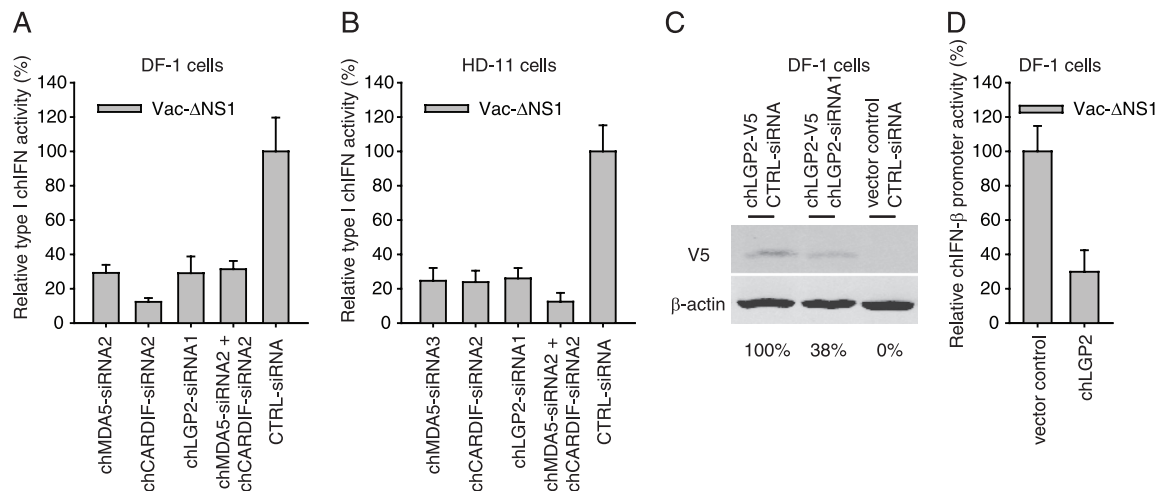 A
DF-1 cells
Relative type I chIFN activity (%)
140
120
100
80
60
40
20
0
Vac-ΔNS1
chMDA5-siRNA2
chCARDIF-siRNA2
chLGP2-siRNA1
chMDA5-siRNA2 +
chCARDIF-siRNA2
CTRL-siRNA
B
HD-11 cells
Relative type I chIFN activity (%)
140
120
100
80
60
40
20
0
Vac-ΔNS1
chMDA5-siRNA3
chCARDIF-siRNA2
chLGP2-siRNA1
chMDA5-siRNA2 +
chCARDIF-siRNA2
CTRL-siRNA
C
DF-1 cells
chLGP2-V5
CTRL-siRNA
chLGP2-V5
chLGP2-siRNA1
vector control
CTRL-siRNA
V5
β-actin
100%
38%
0%
D
DF-1 cells
Relative chIFN-β promoter activity (%)
140
120
100
80
60
40
20
0
Vac-ΔNS1
vector control
chLGP2